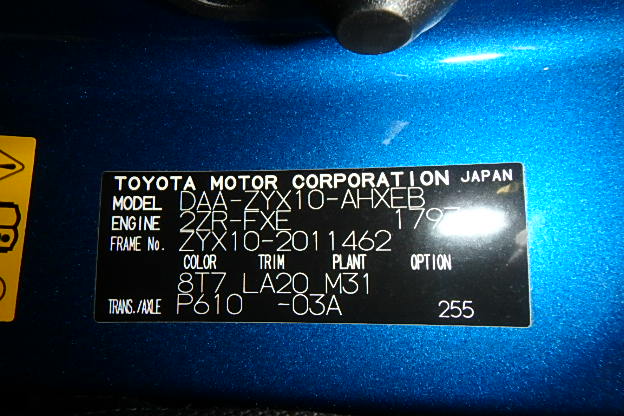 TOYOTA MOTOR CORPORATION JAPAN
MODEL DAA-ZYX10-AHXEB
ENGINE 2ZR-FXE
FRAME No. ZYX10-2011462
COLOR TRIM PLANT OPTION
8T7 LA20 M31
TRANS./AXLE P610 -03A 255